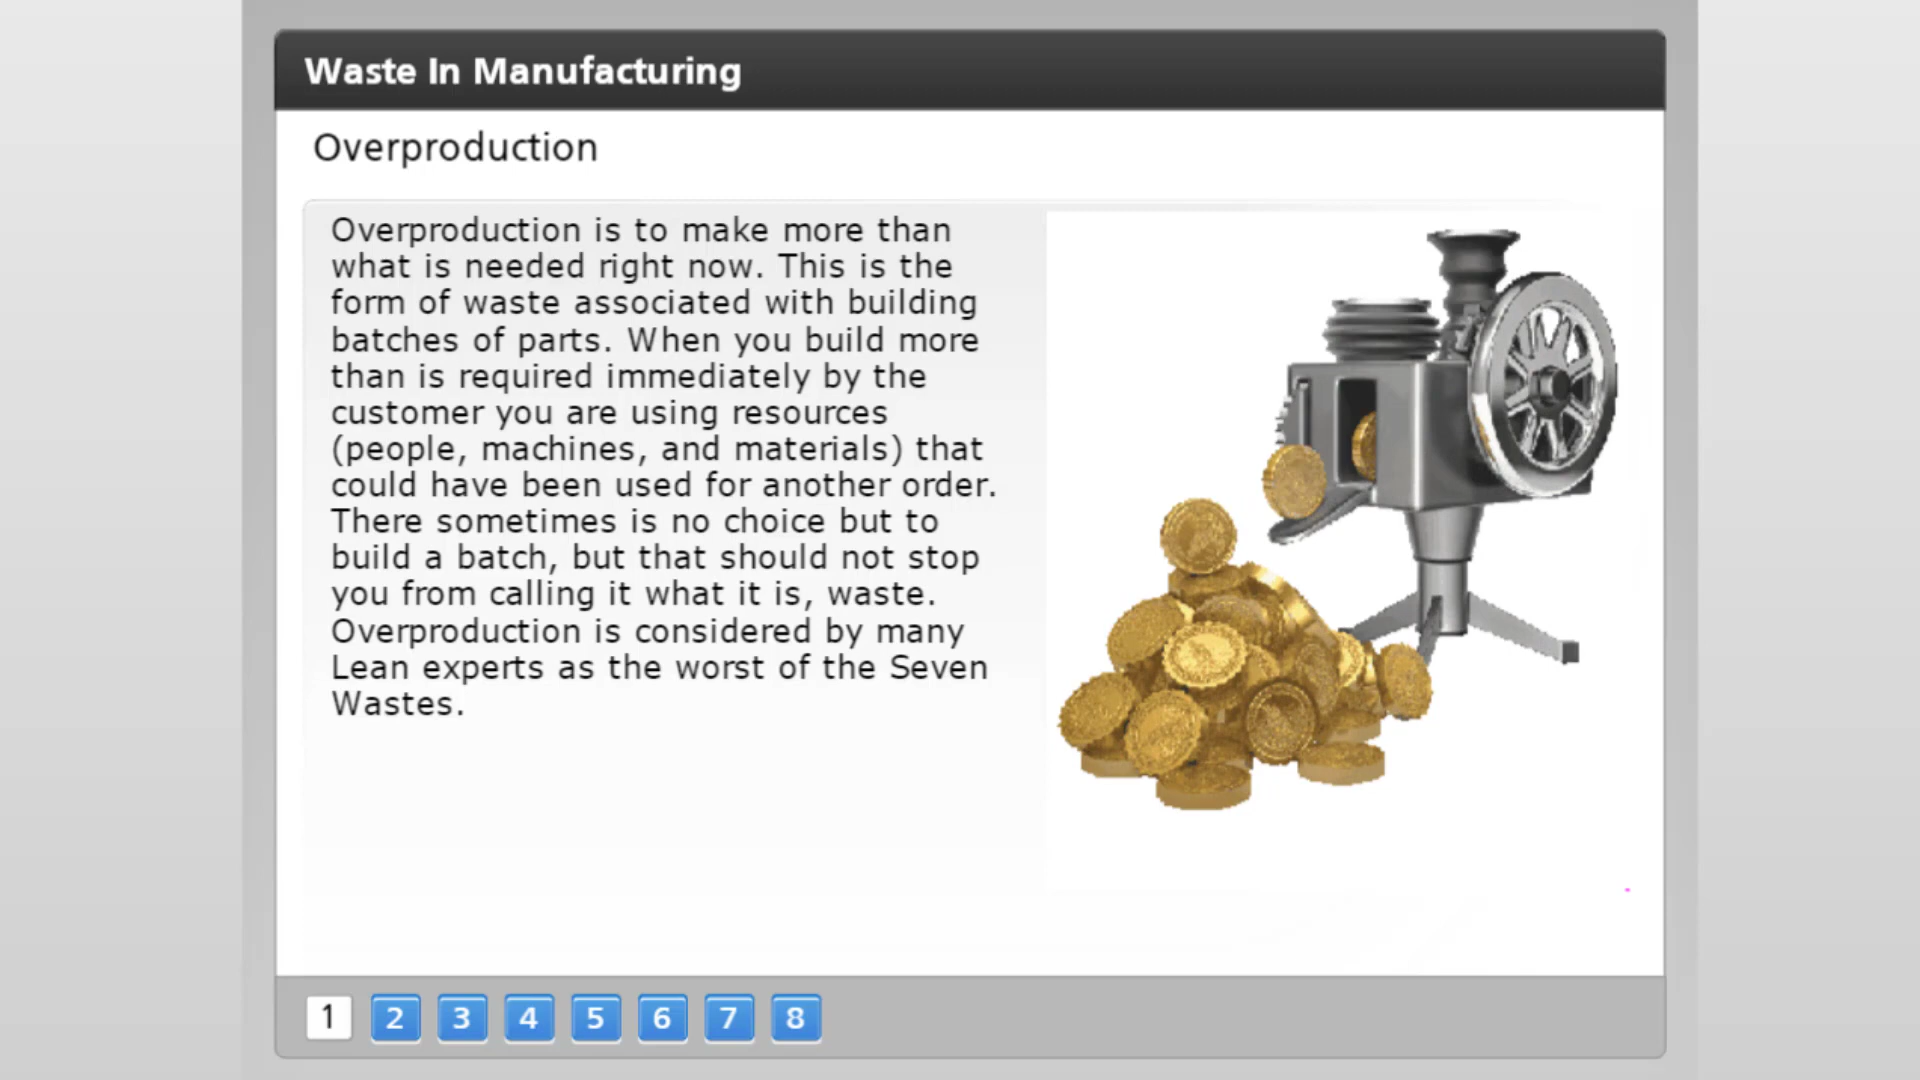 Waste In Manufacturing
Overproduction
Overproduction is to make more than
what is needed right now. This is the
form of waste associated with building
batches of parts. When you build more
than is required immediately by the
customer you are using resources
(people, machines, and materials) that
could have been used for another order.
There sometimes is no choice but to
build a batch, but that should not stop
you from calling it what it is, waste.
Overproduction is considered by many
Lean experts as the worst of the Seven
Wastes.
1 2 3 4 5 6 7 8